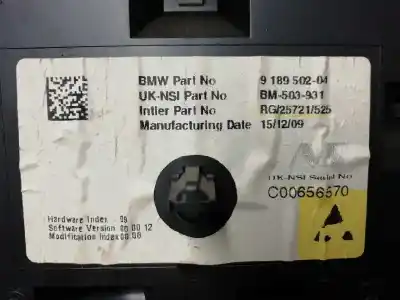 BMW Part No 9 189 502-04
UK-NSI Part No BM-503-931
Intier Part No RG/25721/525
Manufacturing Date 15/12/09
UK-NSI Serial No
C00656570
Hardware Index 09
Software Version 00 00 12
Modification Index 00 06